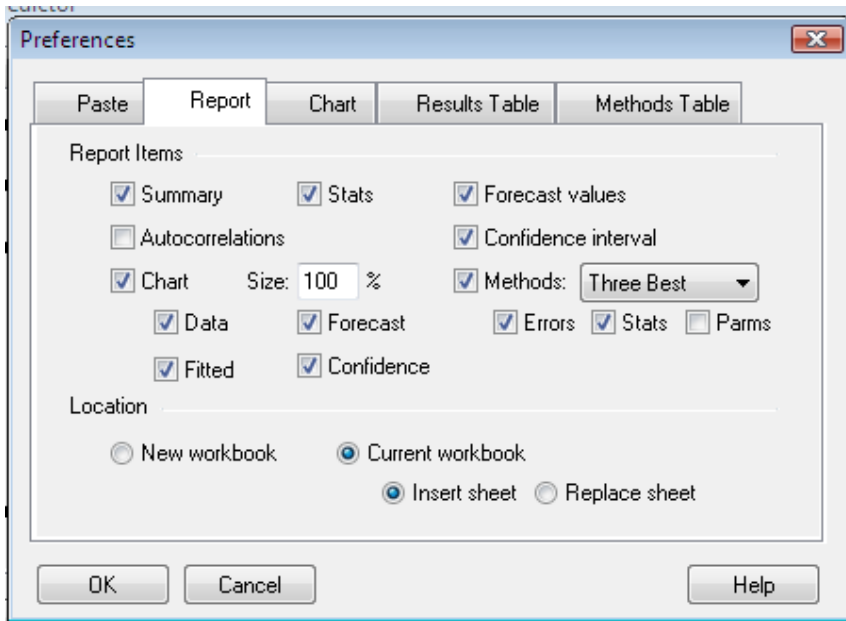 Preferences
Paste Report Chart Results Table Methods Table
Report Items
Summary Stats Forecast values
Autocorrelations Confidence interval
Chart Size: 100 % Methods: Three Best
Data Forecast Errors Stats Parms
Fitted Confidence
Location
New workbook Current workbook
Insert sheet Replace sheet
OK Cancel Help